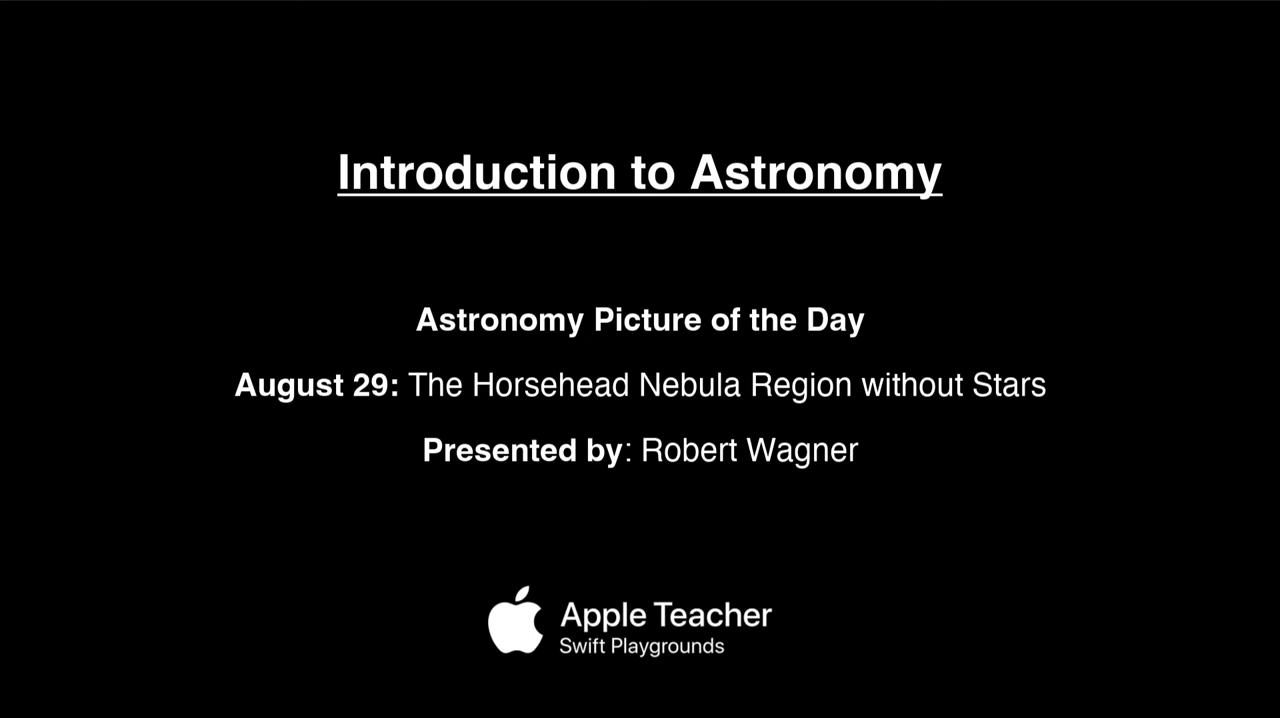 Introduction to Astronomy
Astronomy Picture of the Day
August 29: The Horsehead Nebula Region without Stars
Presented by: Robert Wagner
Apple Teacher
Swift Playgrounds